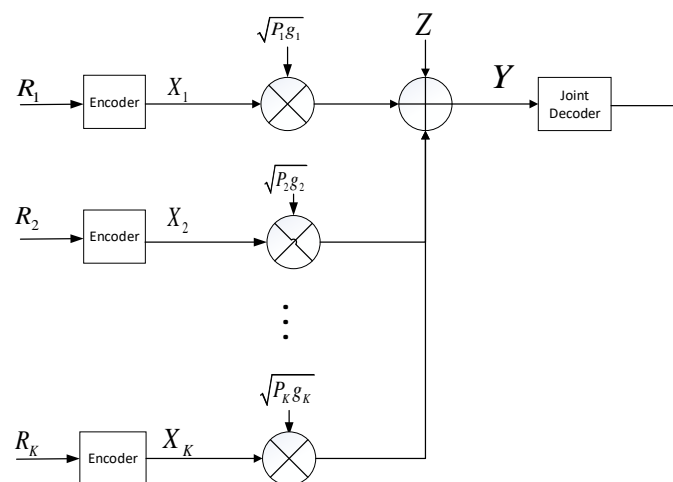 √P₁g₁
Z
R₁
Encoder
X₁
Y
Joint
Decoder
√P₂g₂
R₂
Encoder
X₂
⋮
√P_K g_K
R_K
Encoder
X_K